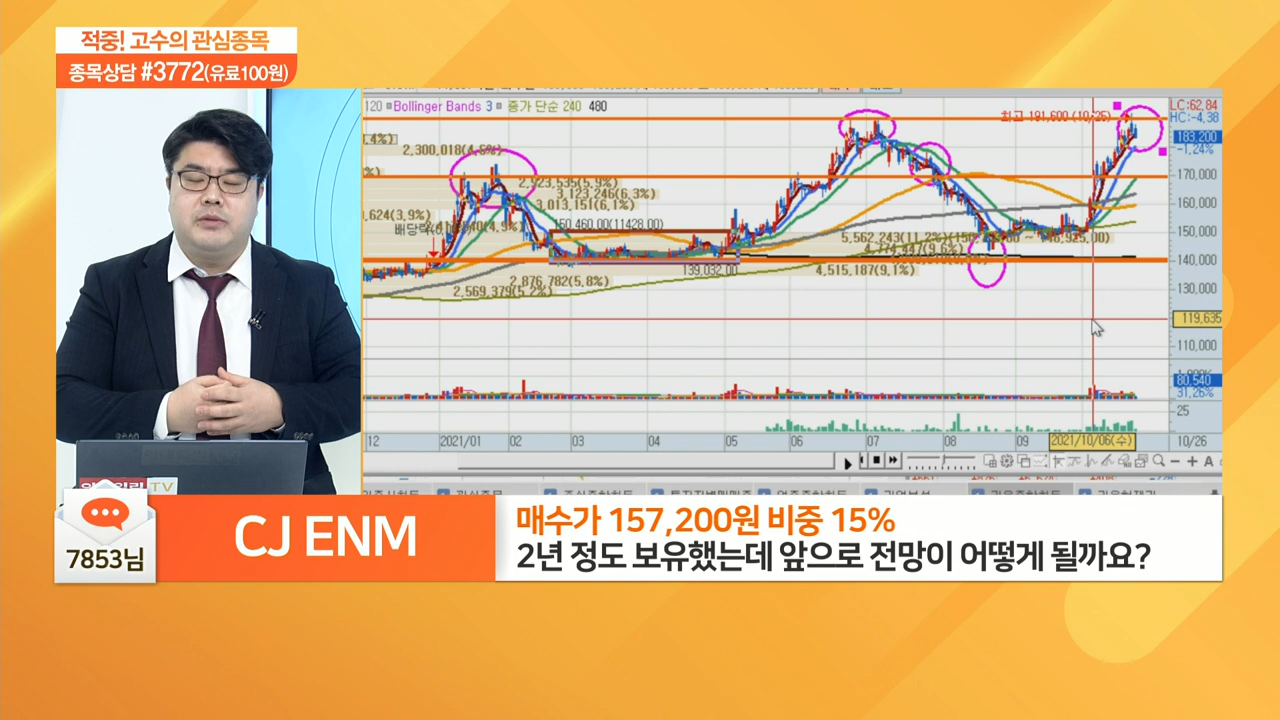 적중! 고수의 관심종목
종목상담 #3772(유료100원)
120 Bollinger Bands 3 종가 단순 240 480
LC:62,84
HC:-4,38
최고 191,600 (10/25)
183,200
-1,24%
2,300,018(4,5%)
2,923,535(5,9%)
3,123,246(6,3%)
3,013,151(6,1%)
170,000
160,000
150,460,00(11428,00)
150,000
140,000
139,032,00
4,515,187(9,1%)
2,876,782(5,8%)
2,569,379(5,2%)
130,000
119,635
110,000
80,540
31,26%
25
12 2021/01 02 03 04 05 06 07 08 09 2021/10/06(수) 10/26
TV
7853님
CJ ENM
매수가 157,200원 비중 15%
2년 정도 보유했는데 앞으로 전망이 어떻게 될까요?